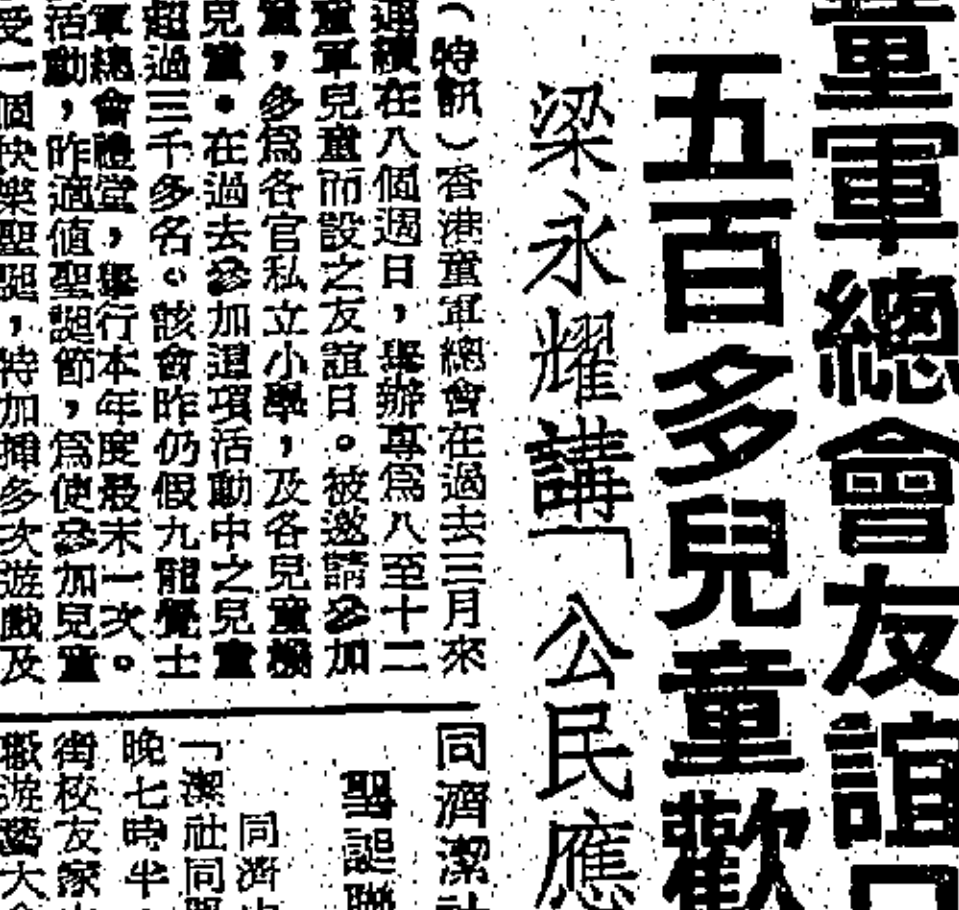 童軍總會友誼日
五百多兒童歡
梁永耀講「公民應
（特訊）香港童軍總會在過去三月來
連續在八個週日，舉辦專爲八至十二
童軍兒童而設之友誼日。被邀請參加
童，多爲各官私立小學，及各兒童機
兒童。在過去參加這項活動中之兒童
超過三千多名。該會昨仍假九龍覺士
軍總會禮堂，舉行本年度最末一次。
活動，昨適值聖誕節，爲使參加兒童
受一個快樂聖誕，特加插多次遊戲及
同濟潔社
聖誕聯
同濟
「潔社同
晚七時半
街校友家
歡遊藝大